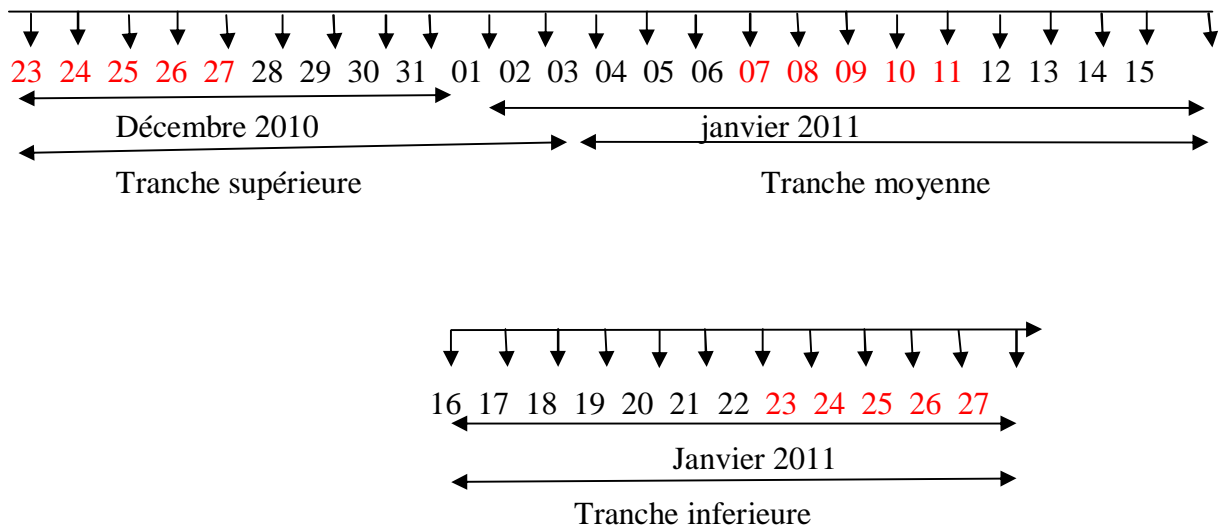 23 24 25 26 27 28 29 30 31 01 02 03 04 05 06 07 08 09 10 11 12 13 14 15
Décembre 2010 janvier 2011
Tranche supérieure Tranche moyenne
16 17 18 19 20 21 22 23 24 25 26 27
Janvier 2011
Tranche inferieure